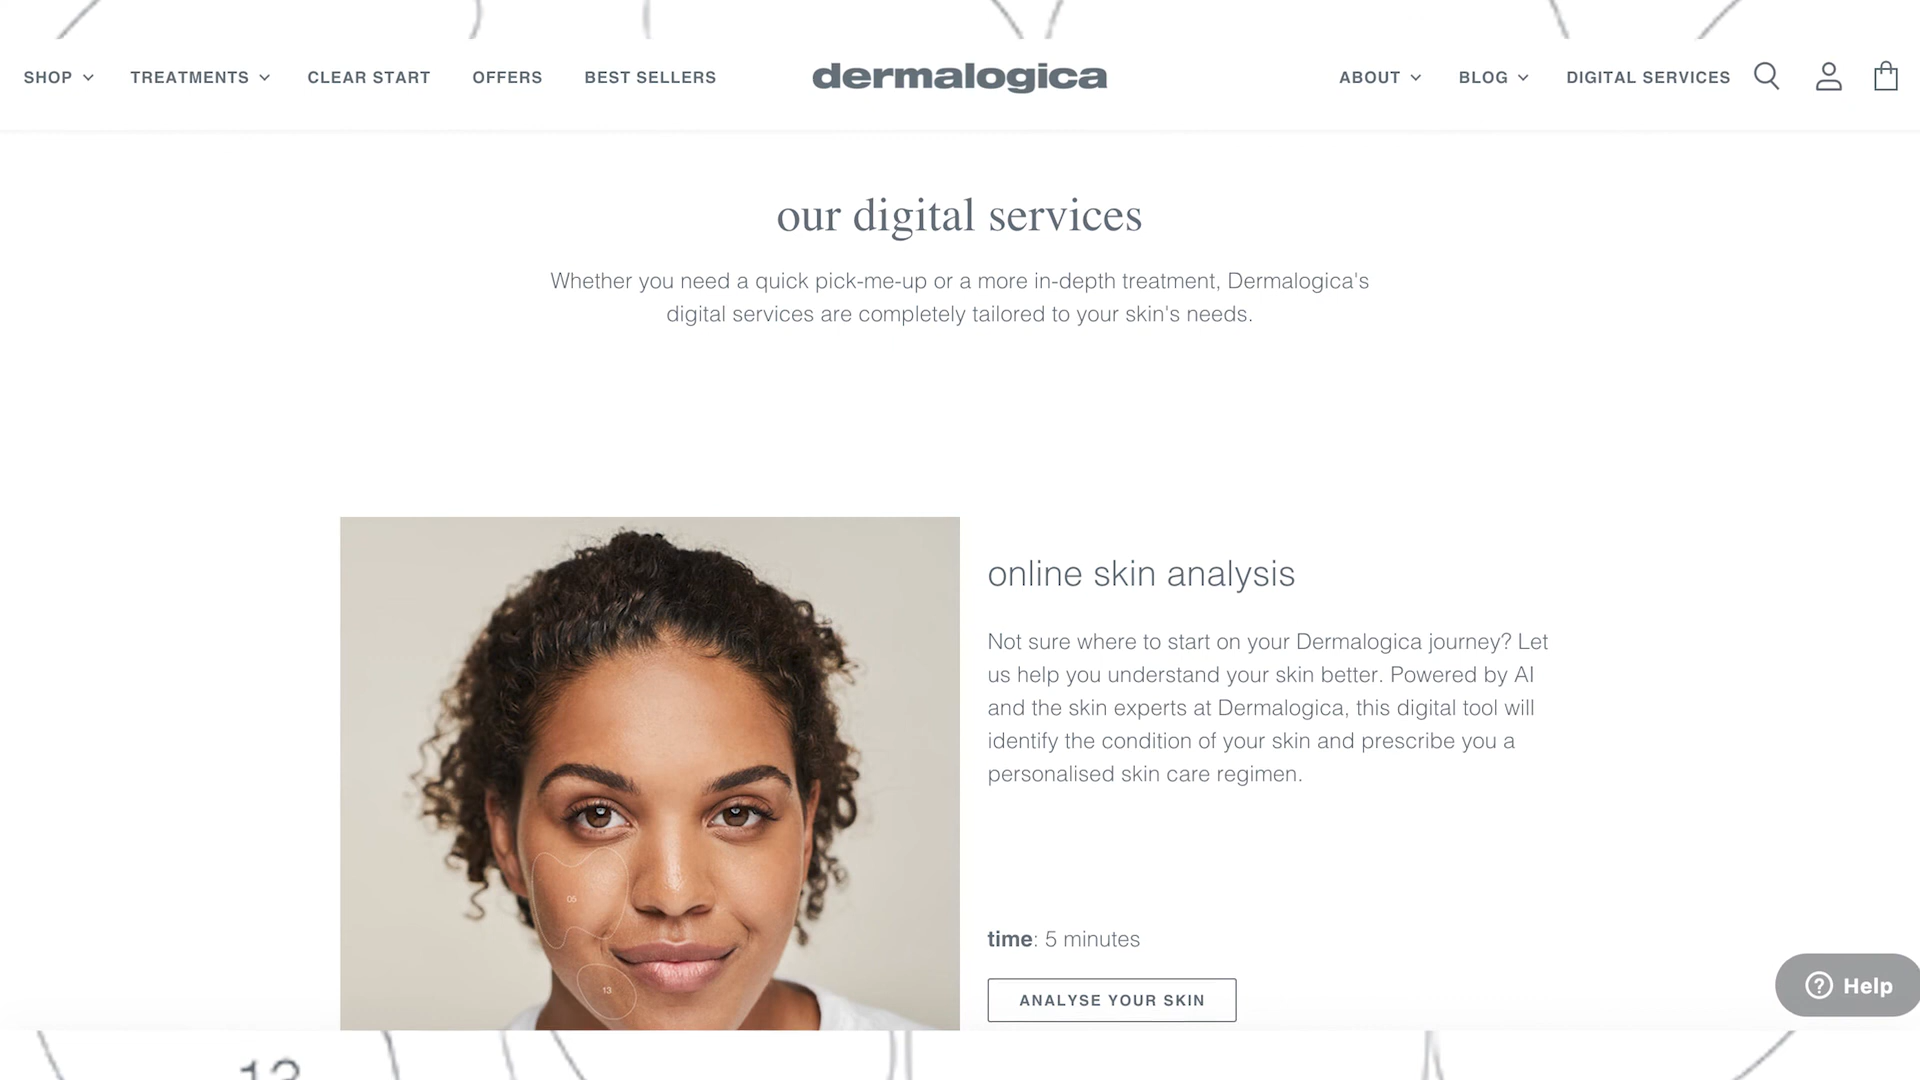 SHOP TREATMENTS CLEAR START OFFERS BEST SELLERS dermalogica ABOUT BLOG DIGITAL SERVICES
our digital services
Whether you need a quick pick-me-up or a more in-depth treatment, Dermalogica's
digital services are completely tailored to your skin's needs.
online skin analysis
Not sure where to start on your Dermalogica journey? Let
us help you understand your skin better. Powered by AI
and the skin experts at Dermalogica, this digital tool will
identify the condition of your skin and prescribe you a
personalised skin care regimen.
05
time: 5 minutes
13
ANALYSE YOUR SKIN
? Help